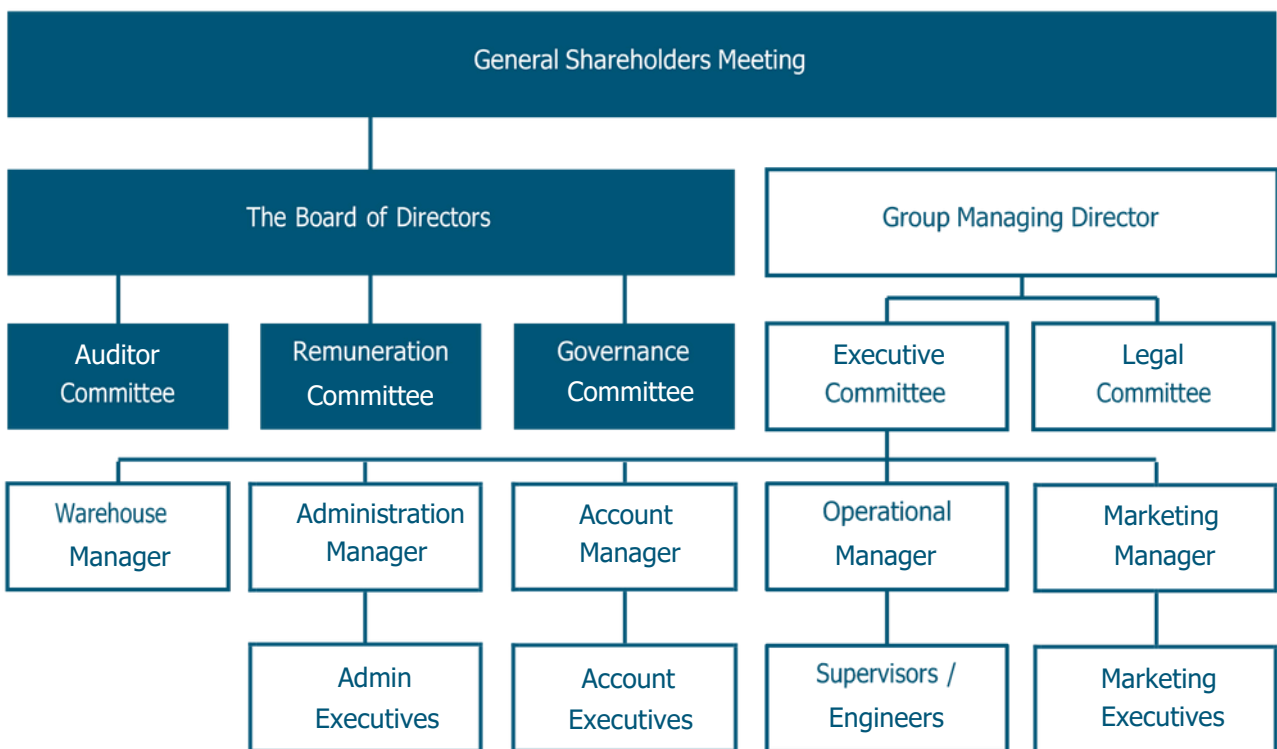 General Shareholders Meeting
The Board of Directors
Group Managing Director
Auditor
Committee
Remuneration
Committee
Governance
Committee
Executive
Committee
Legal
Committee
Warehouse
Manager
Administration
Manager
Account
Manager
Operational
Manager
Marketing
Manager
Admin
Executives
Account
Executives
Supervisors /
Engineers
Marketing
Executives